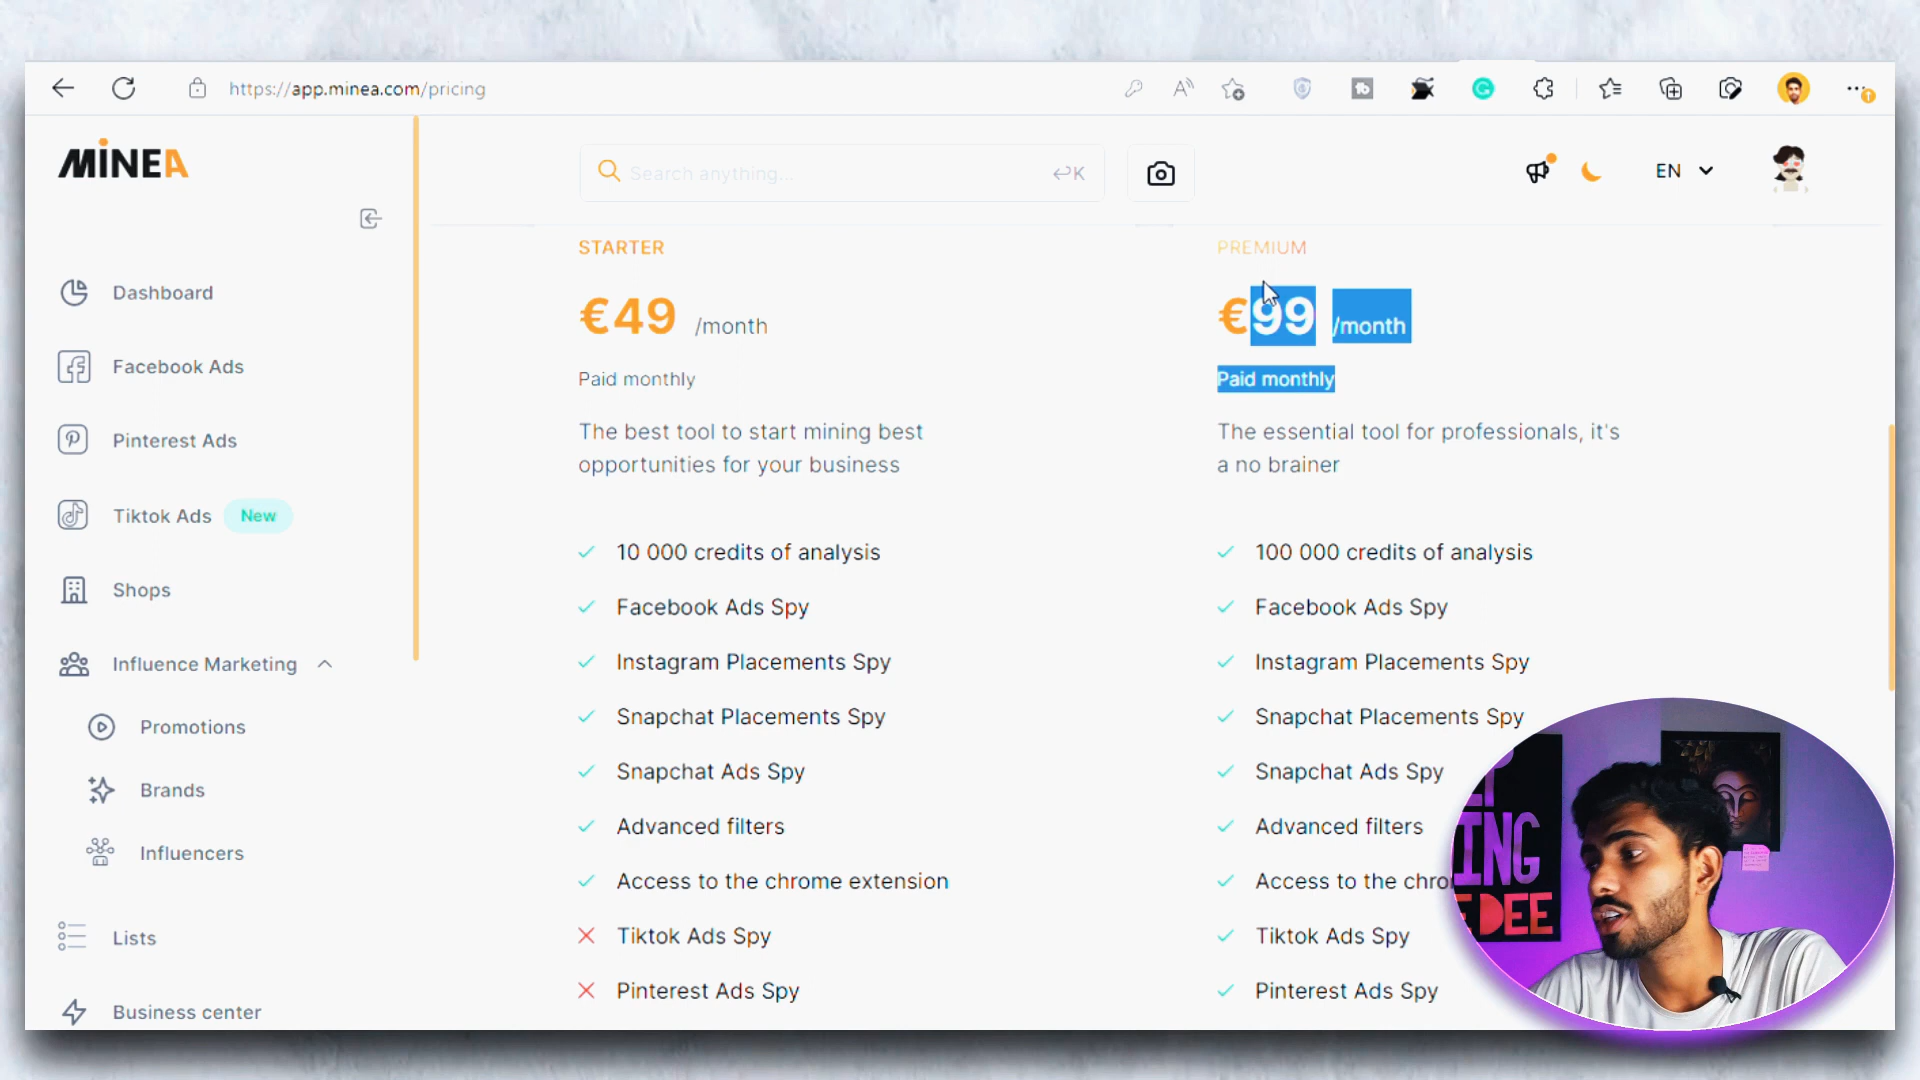 https://app.minea.com/pricing
MINEA
Search anything...
K
EN
Dashboard
Facebook Ads
Pinterest Ads
Tiktok Ads New
Shops
Influence Marketing
Promotions
Brands
Influencers
Lists
Business center
STARTER
€49 /month
Paid monthly
The best tool to start mining best
opportunities for your business
10 000 credits of analysis
Facebook Ads Spy
Instagram Placements Spy
Snapchat Placements Spy
Snapchat Ads Spy
Advanced filters
Access to the chrome extension
Tiktok Ads Spy
Pinterest Ads Spy
PREMIUM
€99 /month
Paid monthly
The essential tool for professionals, it's
a no brainer
100 000 credits of analysis
Facebook Ads Spy
Instagram Placements Spy
Snapchat Placements Spy
Snapchat Ads Spy
Advanced filters
Access to the chro
Tiktok Ads Spy
Pinterest Ads Spy
ING
E DEE